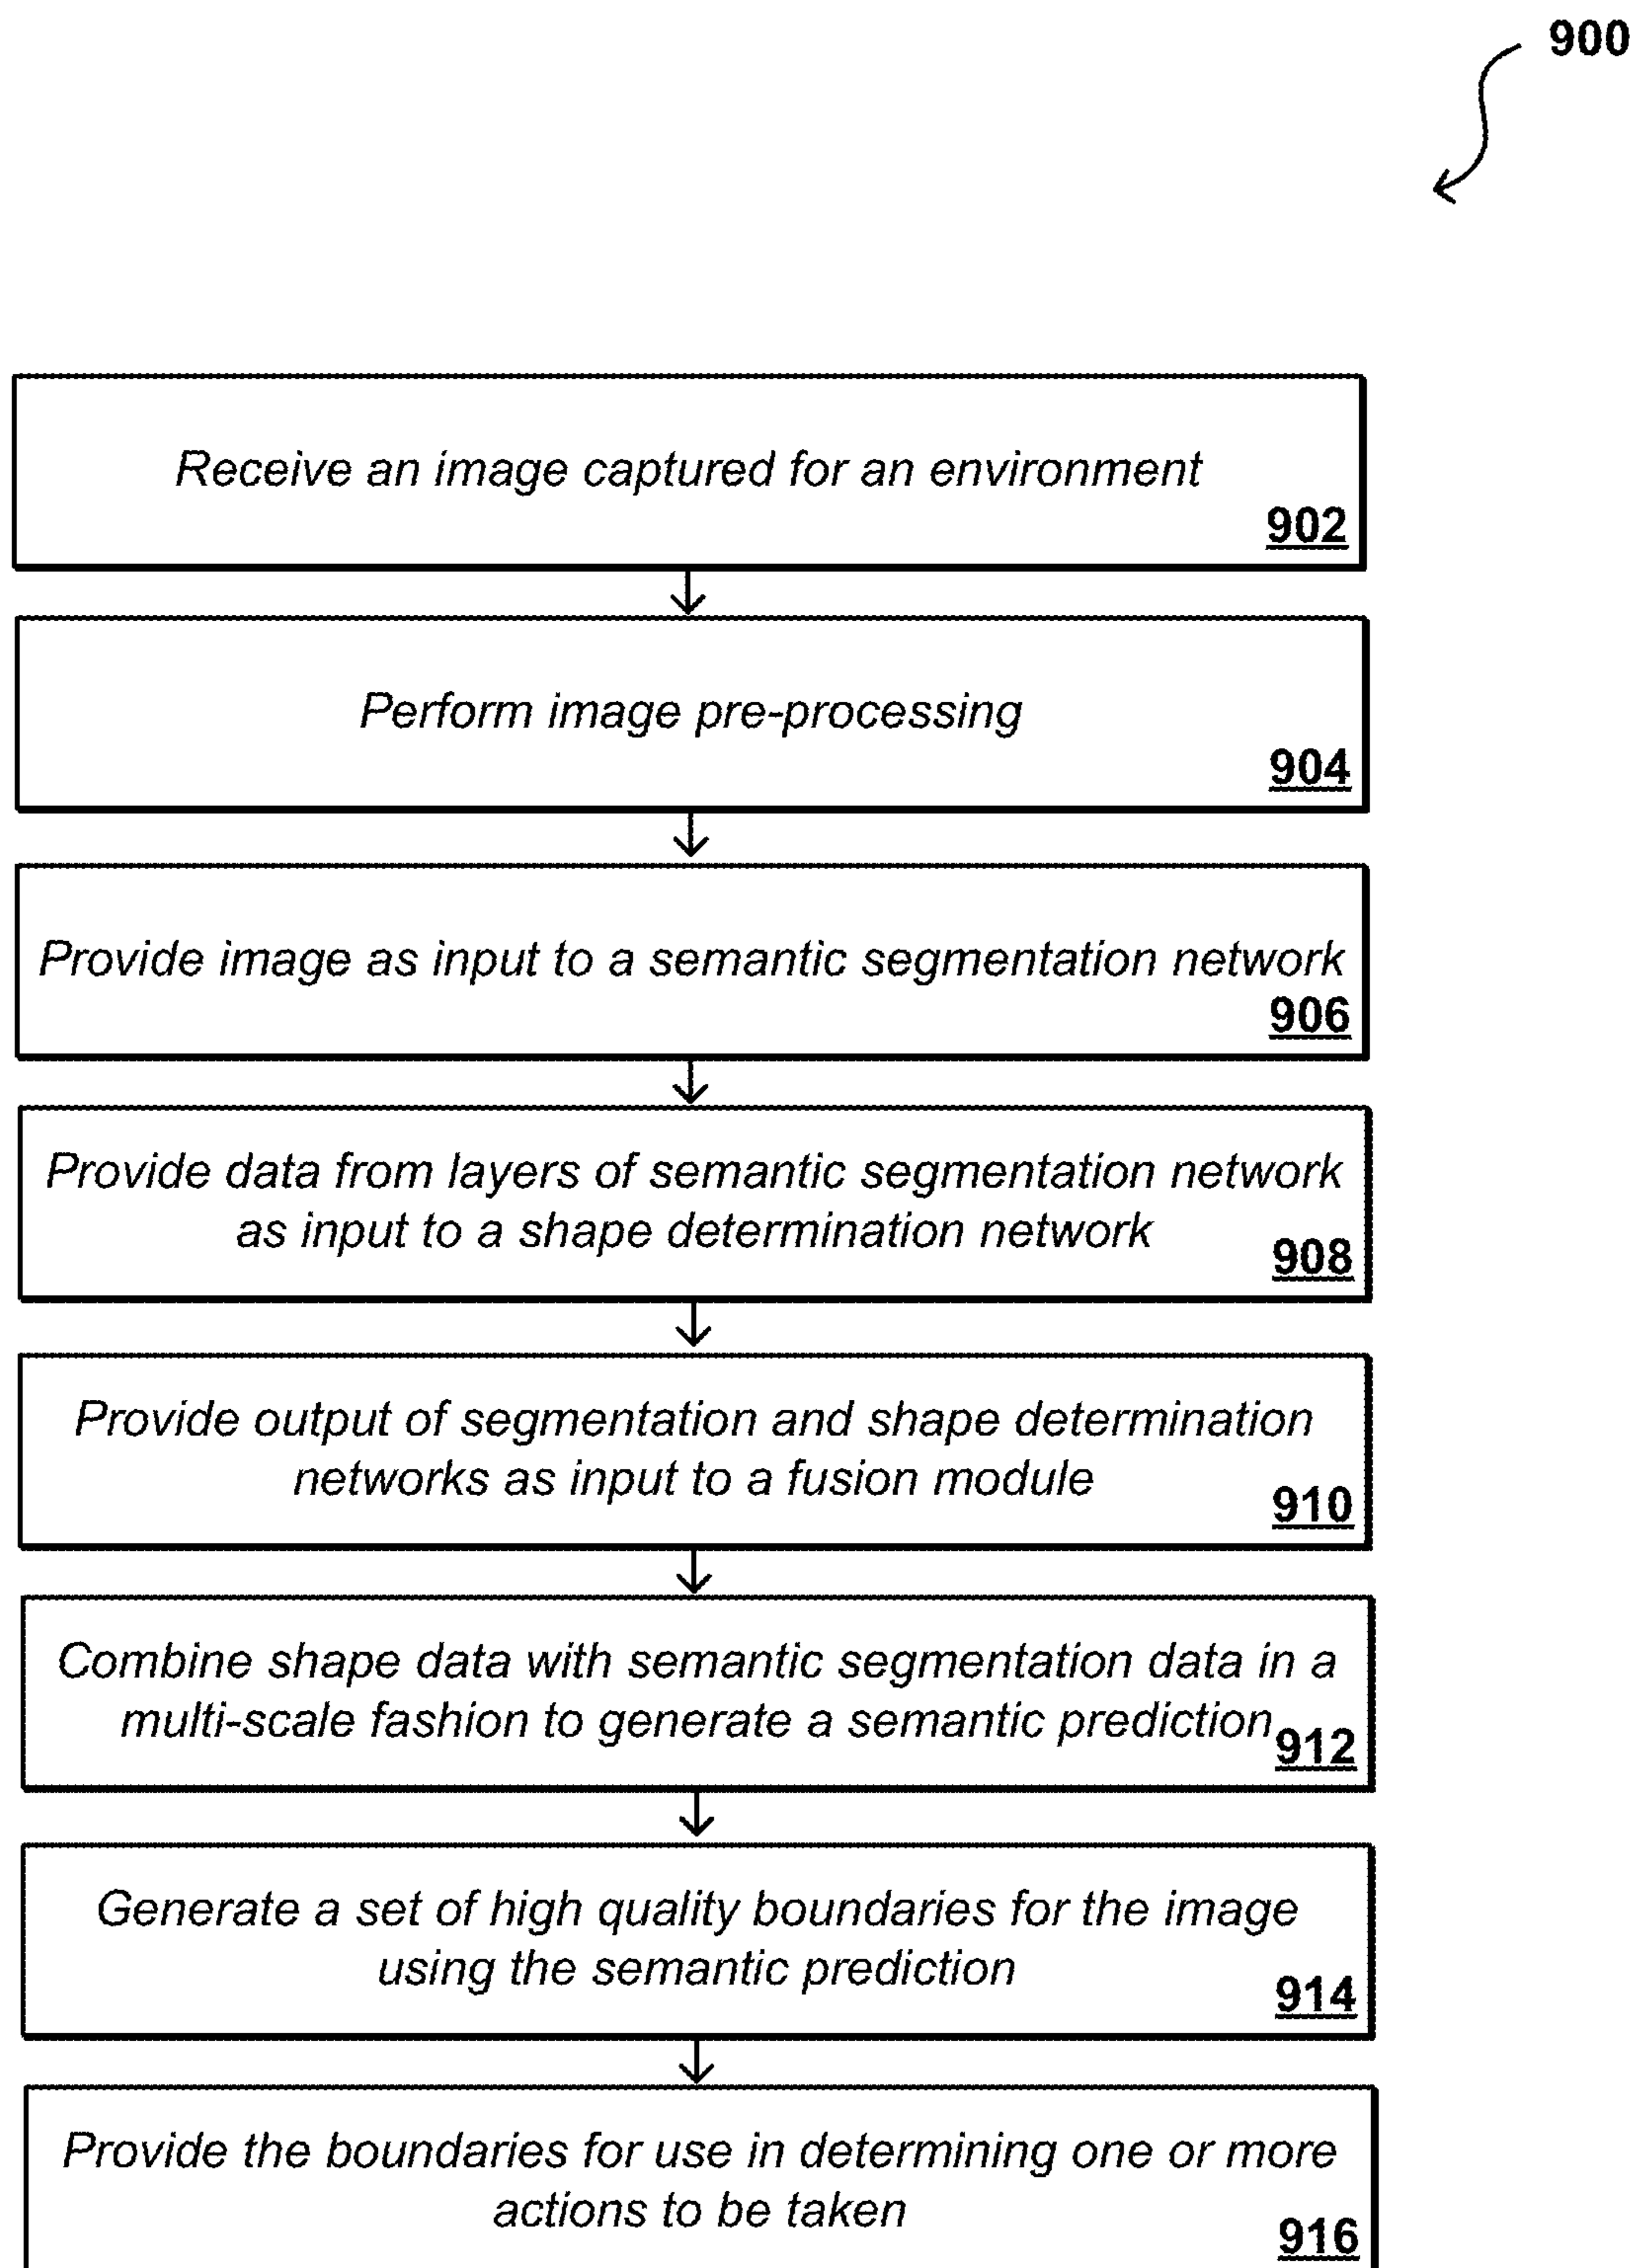 900
Receive an image captured for an environment
902
Perform image pre-processing
904
Provide image as input to a semantic segmentation network
906
Provide data from layers of semantic segmentation network
as input to a shape determination network
908
Provide output of segmentation and shape determination
networks as input to a fusion module
910
Combine shape data with semantic segmentation data in a
multi-scale fashion to generate a semantic prediction
912
Generate a set of high quality boundaries for the image
using the semantic prediction
914
Provide the boundaries for use in determining one or more
actions to be taken
916